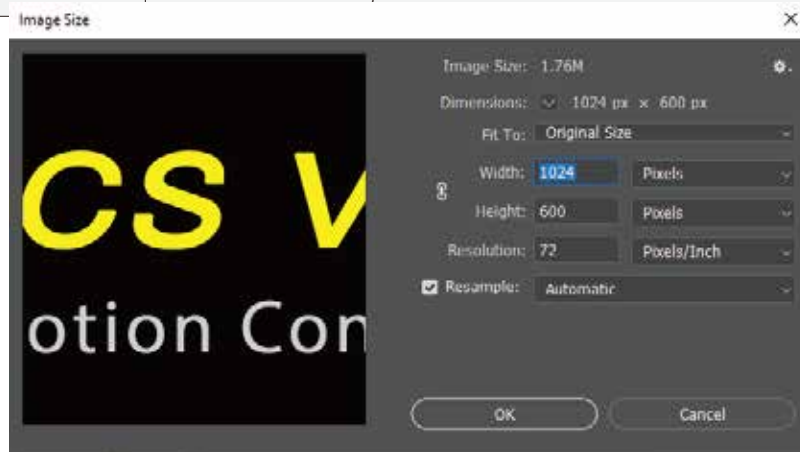 Image Size
CS V
otion Con
Image Size: 1.76M
Dimensions: 1024 px × 600 px
Fit To: Original Size
Width: 1024 Pixels
Height: 600 Pixels
Resolution: 72 Pixels/Inch
Resample: Automatic
OK Cancel